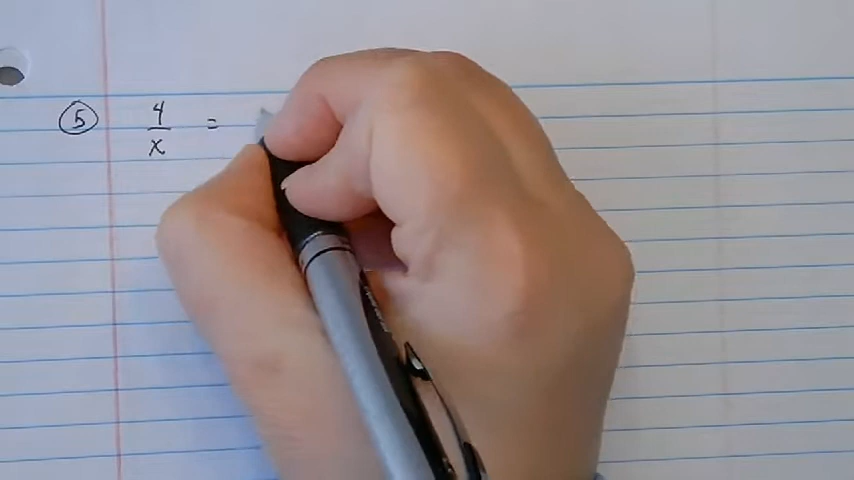 ⑤ 4/x =